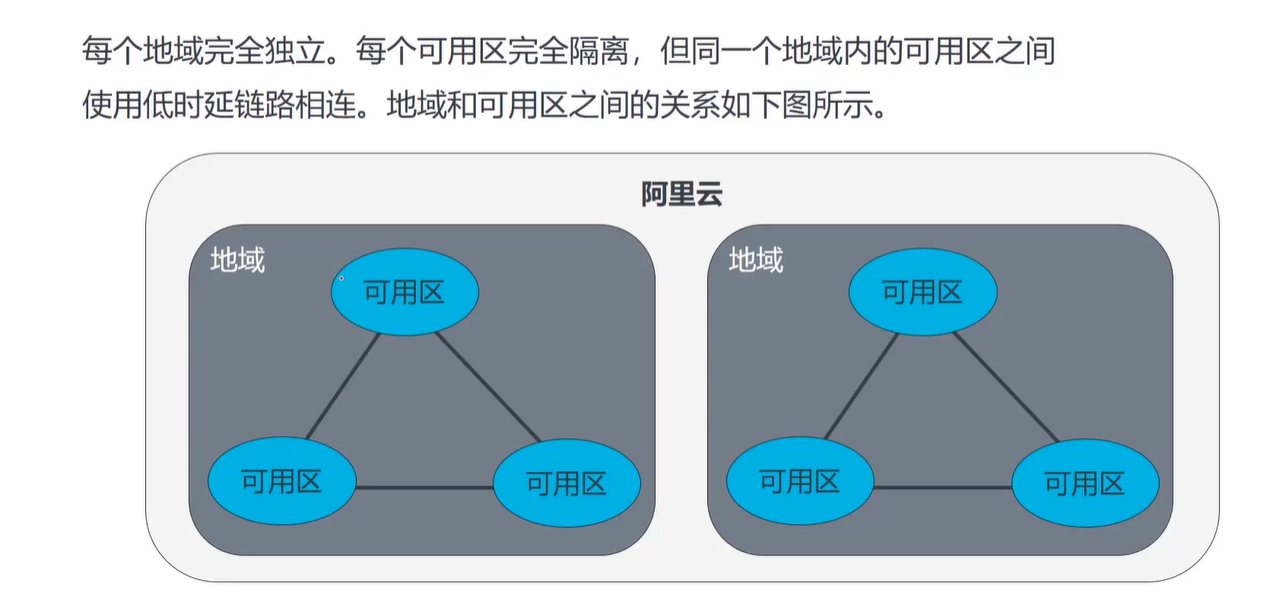 每个地域完全独立。每个可用区完全隔离，但同一个地域内的可用区之间
使用低时延链路相连。地域和可用区之间的关系如下图所示。
阿里云
地域
可用区
可用区
可用区
地域
可用区
可用区
可用区